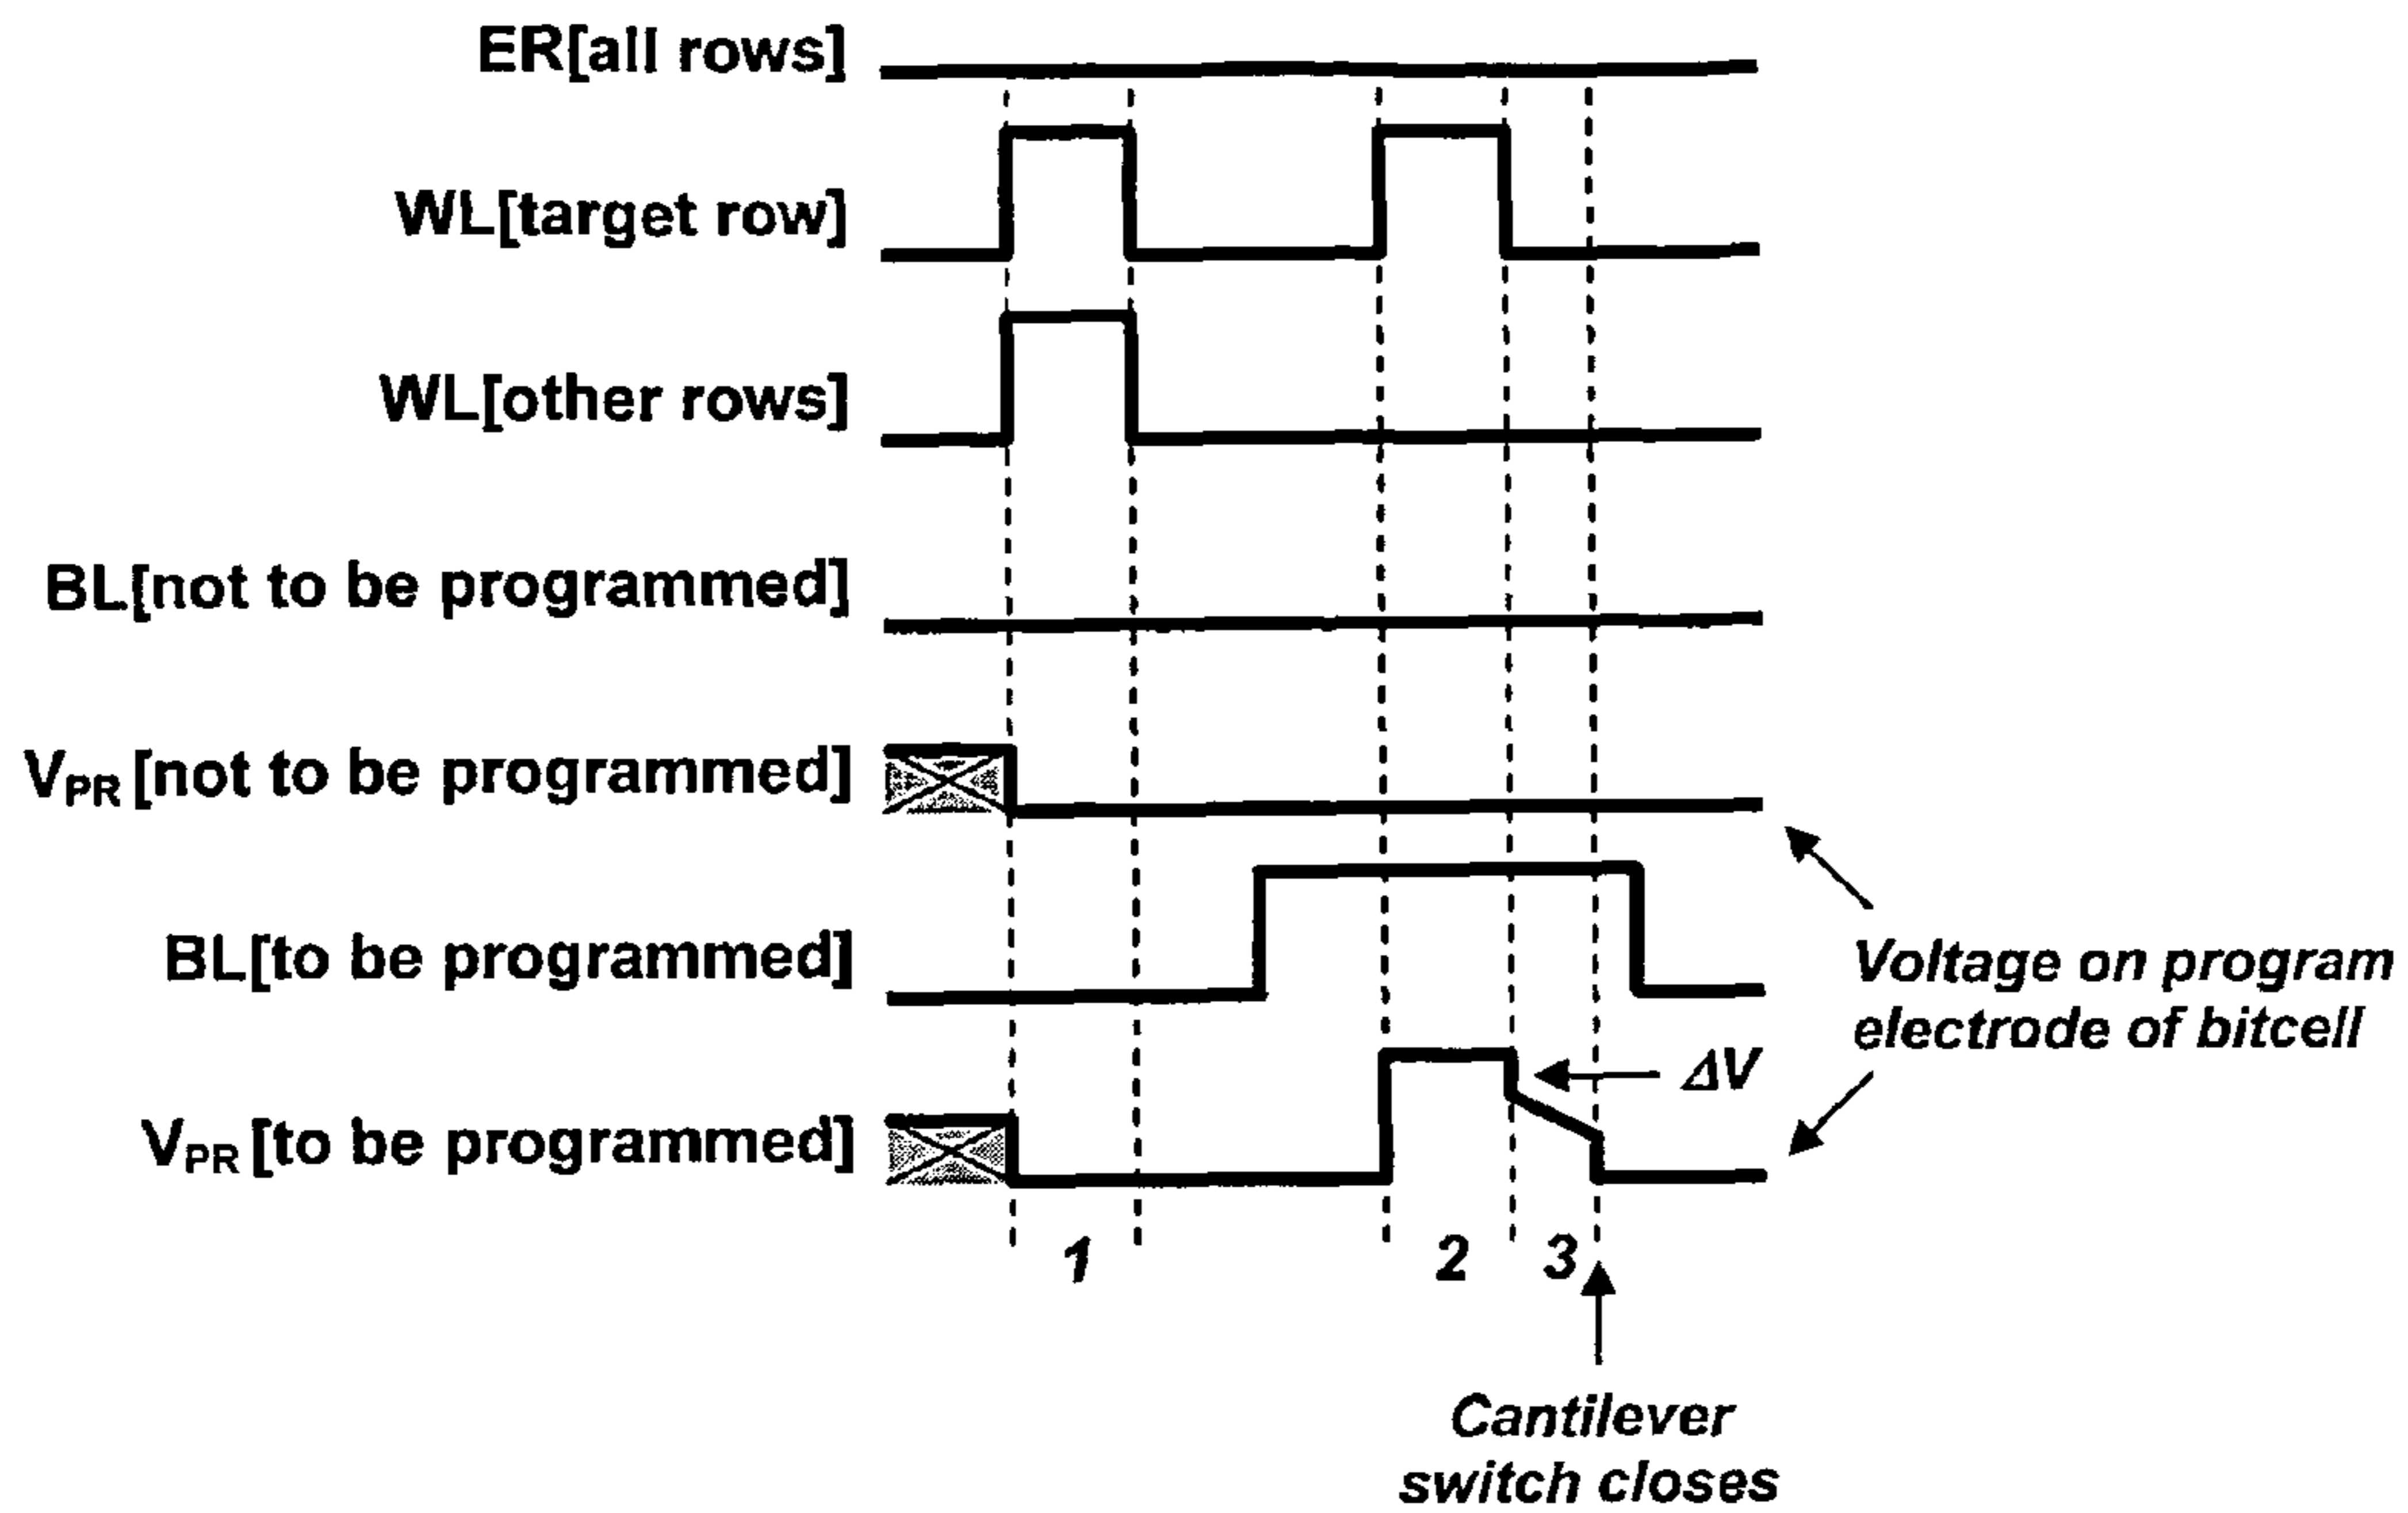 ER[all rows]
WL[target row]
WL[other rows]
BL[not to be programmed]
VPR [not to be programmed]
BL[to be programmed]
Voltage on program
electrode of bitcell
ΔV
VPR [to be programmed]
1 2 3
Cantilever
switch closes